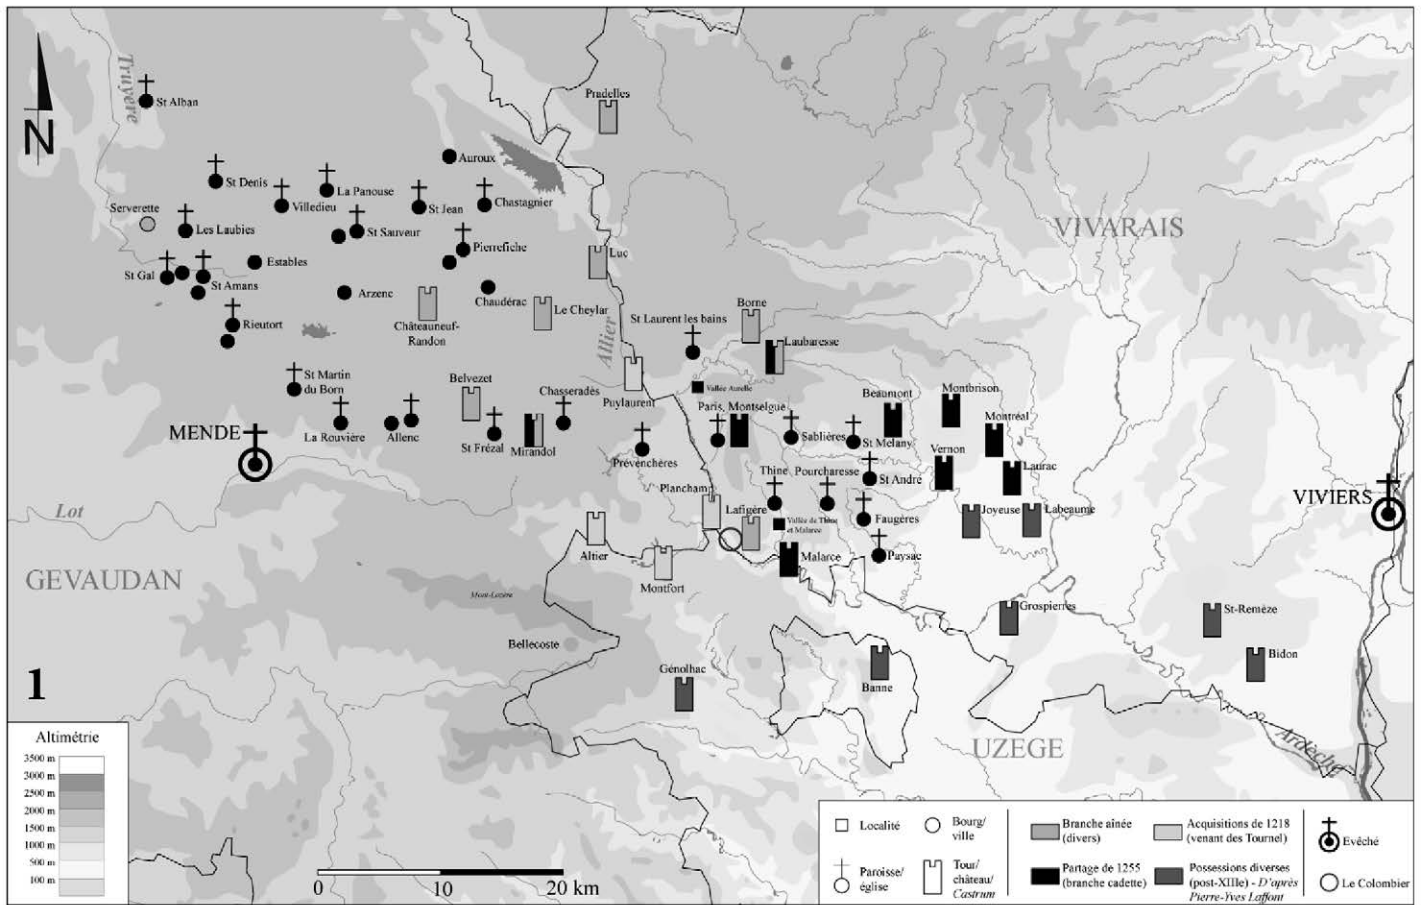 Truyere
St Alban
N
Pradelles
Auroux
St Denis
La Panouse
Villedieu
St Jean
Chastagnier
Serverette
Les Laubies
St Sauveur
Pierrefiche
VIVARAIS
Luc
St Gal
St Amans
Estables
Arzenc
Chaudérac
Châteauneuf-
Randon
Le Cheylar
Rieutort
Allier
St Laurent les bains
Borne
Laubaresse
St Martin
du Born
Belvezet
Chasseradès
Puylaurent
Vallée Aurelle
Beaumont
Montbrison
Paris, Montselgue
Montréal
MENDE
La Rouvière
Allenc
St Frézal
Mirandol
Prévenchères
Sablières
St Melany
Vernon
Laurac
Thine
Pourcharesse
St André
Planchamp
VIVIERS
Lot
Lafigère
Vallée de Thine
et Malarce
Faugères
Joyeuse
Labeaume
Altier
Montfort
Malarce
Paysac
GEVAUDAN
Mont-Lozère
Grospierres
St-Remèze
Bellecoste
Génolhac
Banne
Bidon
1
UZEGE
Ardèche
Altimétrie
3500 m
3000 m
2500 m
2000 m
1500 m
1000 m
500 m
100 m
0
10
20 km
Localité
Bourg/
ville
Paroisse/
église
Tour/
château/
Castrum
Branche aînée
(divers)
Acquisitions de 1218
(venant des Tournel)
Partage de 1255
(branche cadette)
Possessions diverses
(post-XIIIe) - D'après
Pierre-Yves Laffont
Evêché
Le Colombier